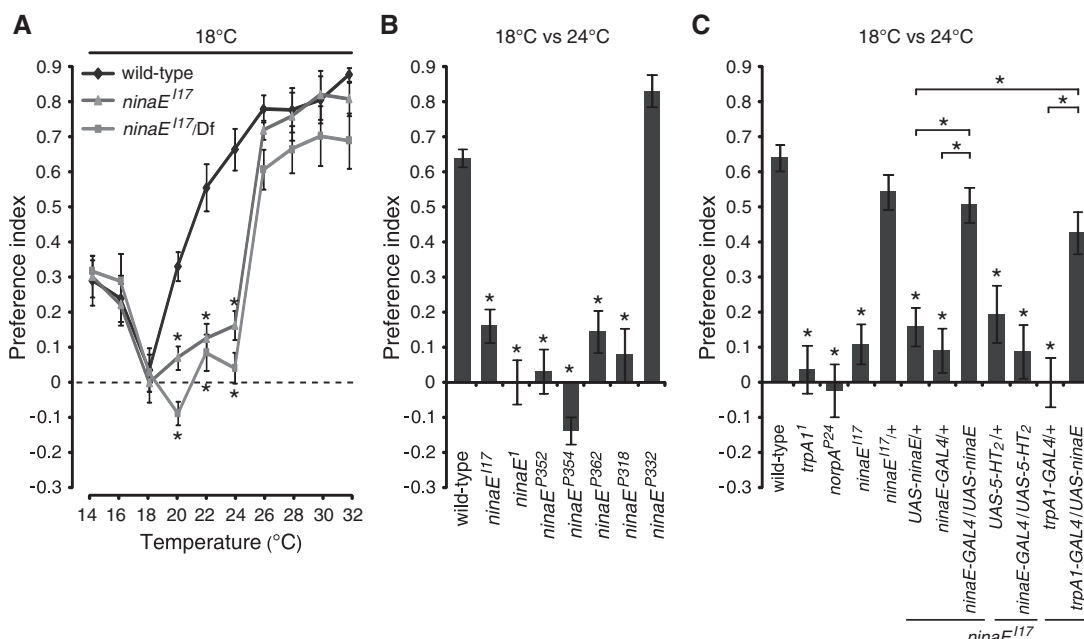 A
18°C
wild-type
ninaE^I17
ninaE^I17/Df
Preference index
0.9
0.8
0.7
0.6
0.5
0.4
0.3
0.2
0.1
0
-0.1
-0.2
-0.3
* * *
* * *
14 16 18 20 22 24 26 28 30 32
Temperature (°C)
B
18°C vs 24°C
Preference index
0.9
0.8
0.7
0.6
0.5
0.4
0.3
0.2
0.1
0
-0.1
-0.2
-0.3
* * * * * *
wild-type
ninaE^I17
ninaE^1
ninaE^P352
ninaE^P354
ninaE^P362
ninaE^P318
ninaE^P332
C
18°C vs 24°C
Preference index
0.9
0.8
0.7
0.6
0.5
0.4
0.3
0.2
0.1
0
-0.1
-0.2
-0.3
* * * *
* * * * * * * *
wild-type
trpA1^1
norpA^P24
ninaE^I17
ninaE^I17/+
UAS-ninaE/+
ninaE-GAL4/+
ninaE-GAL4/UAS-ninaE
UAS-5-HT2/+
ninaE-GAL4/UAS-5-HT2
trpA1-GAL4/+
trpA1-GAL4/UAS-ninaE
ninaE^I17